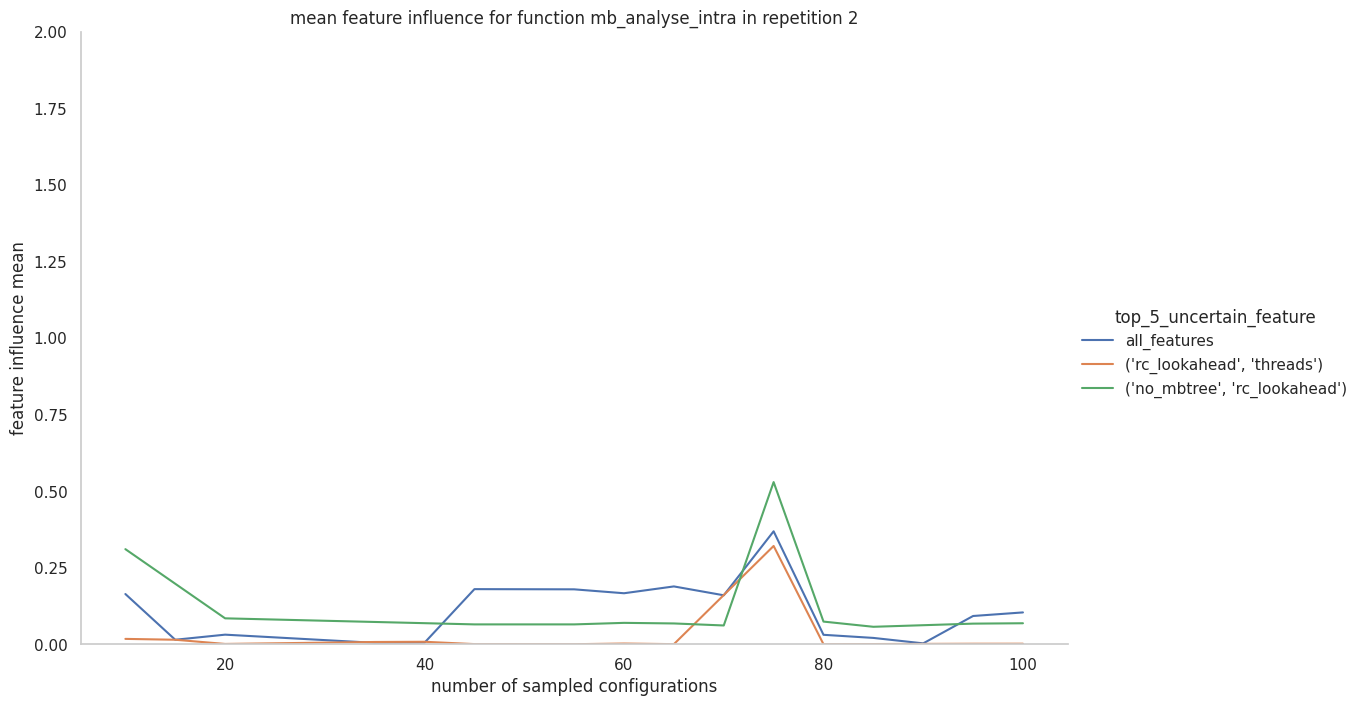 mean feature influence for function mb_analyse_intra in repetition 2
2.00
1.75
1.50
1.25
1.00
0.75
0.50
0.25
0.00
feature influence mean
20
40
60
80
100
number of sampled configurations
top_5_uncertain_feature
all_features
('rc_lookahead', 'threads')
('no_mbtree', 'rc_lookahead')